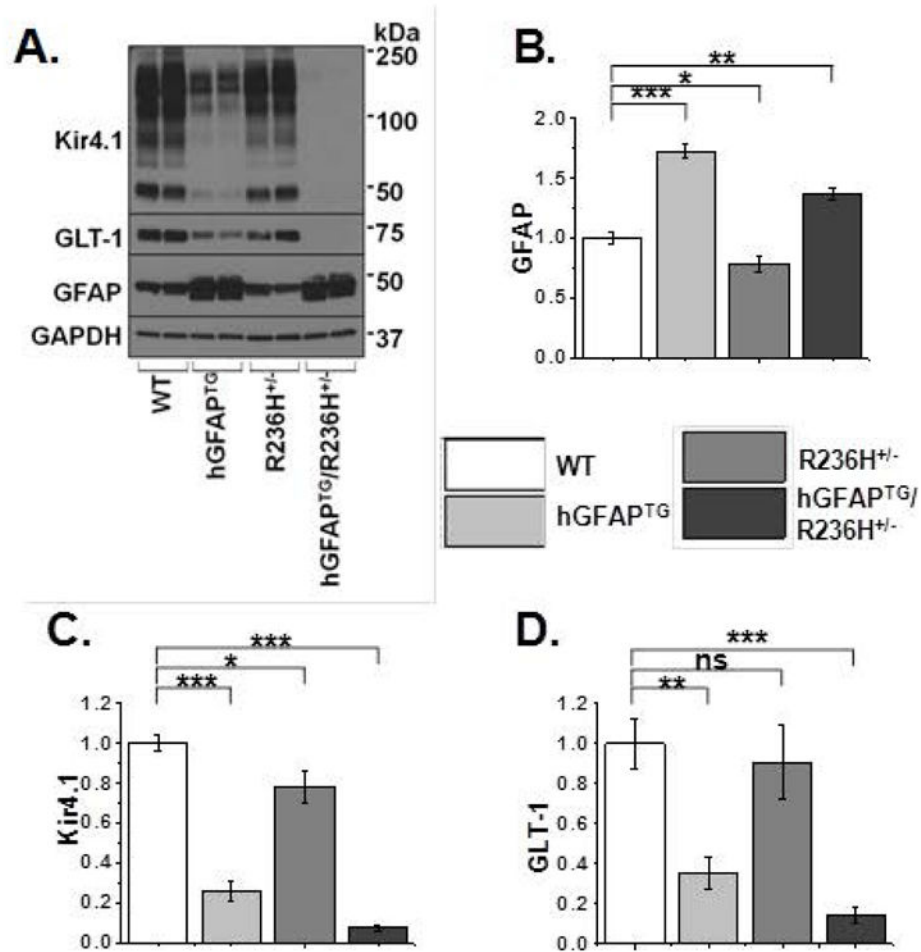 A.
kDa
250
100
50
75
50
37
Kir4.1
GLT-1
GFAP
GAPDH
WT
hGFAPTG
R236H+/-
hGFAPTG/R236H+/-
B.
**
*
***
2.0
1.5
1.0
0.5
0.0
GFAP
WT
hGFAPTG
R236H+/-
hGFAPTG/
R236H+/-
C.
***
*
***
1.2
1.0
0.8
0.6
0.4
0.2
0.0
Kir4.1
D.
***
ns
**
1.2
1.0
0.8
0.6
0.4
0.2
0.0
GLT-1